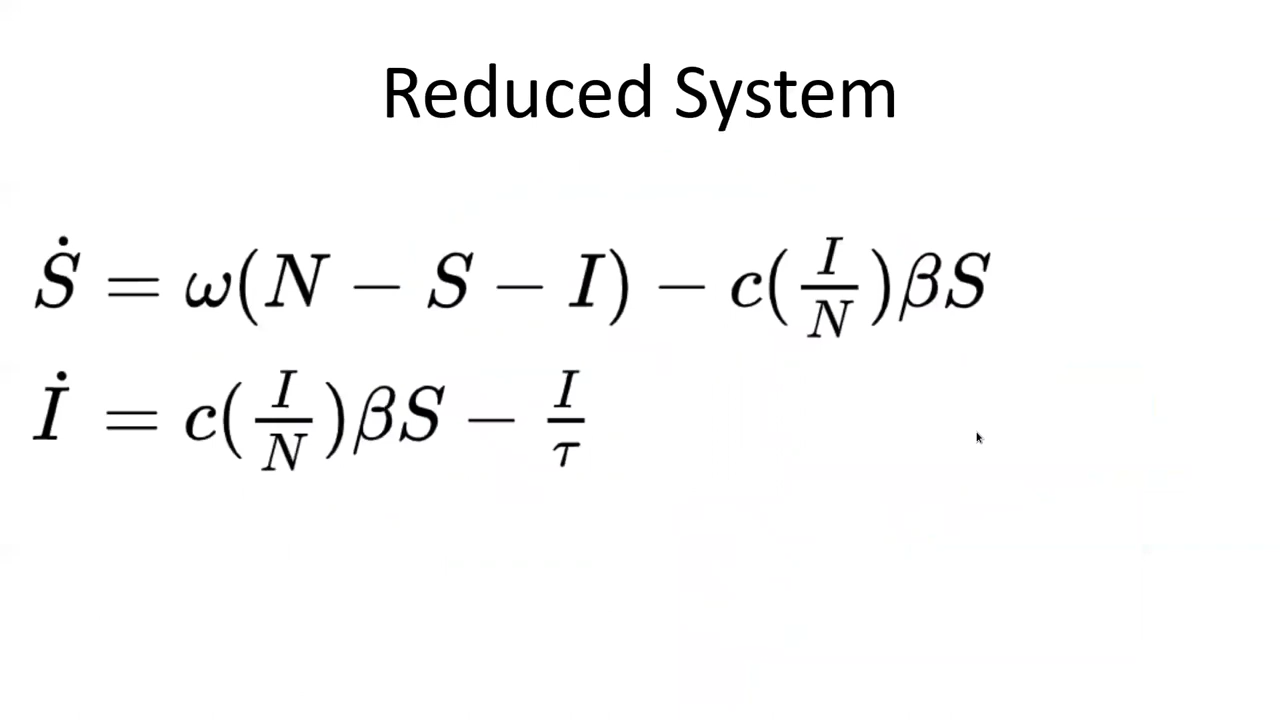 Reduced System
Ṡ = ω(N − S − I) − c(I/N)βS
İ = c(I/N)βS − I/τ